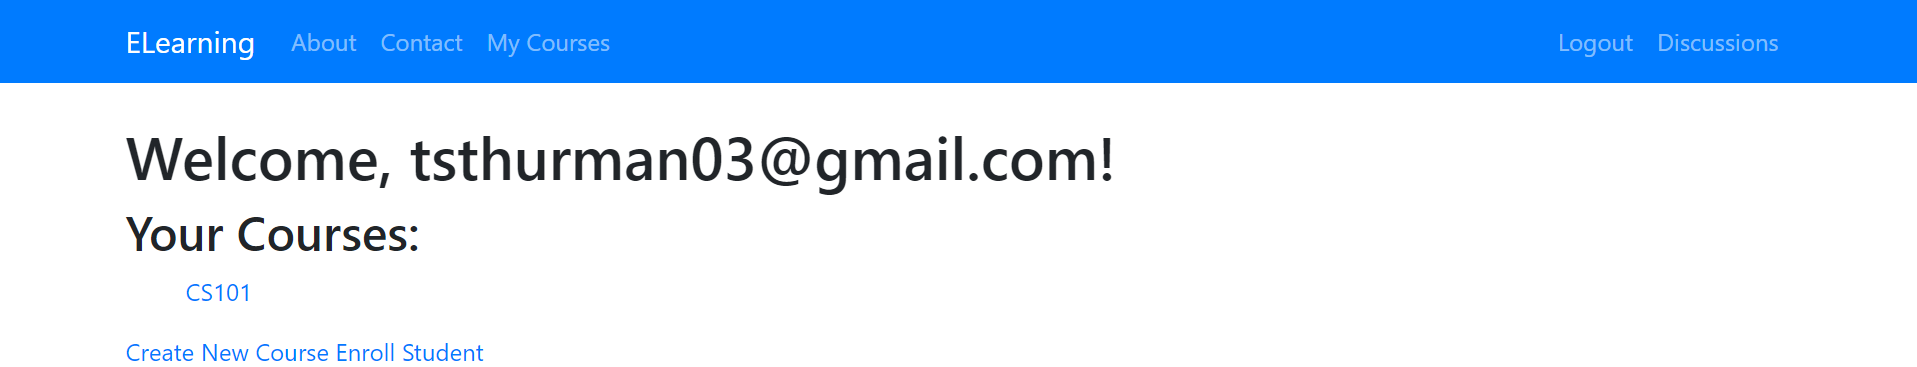 ELearning About Contact My Courses Logout Discussions
Welcome, tsthurman03@gmail.com!
Your Courses:
CS101
Create New Course Enroll Student